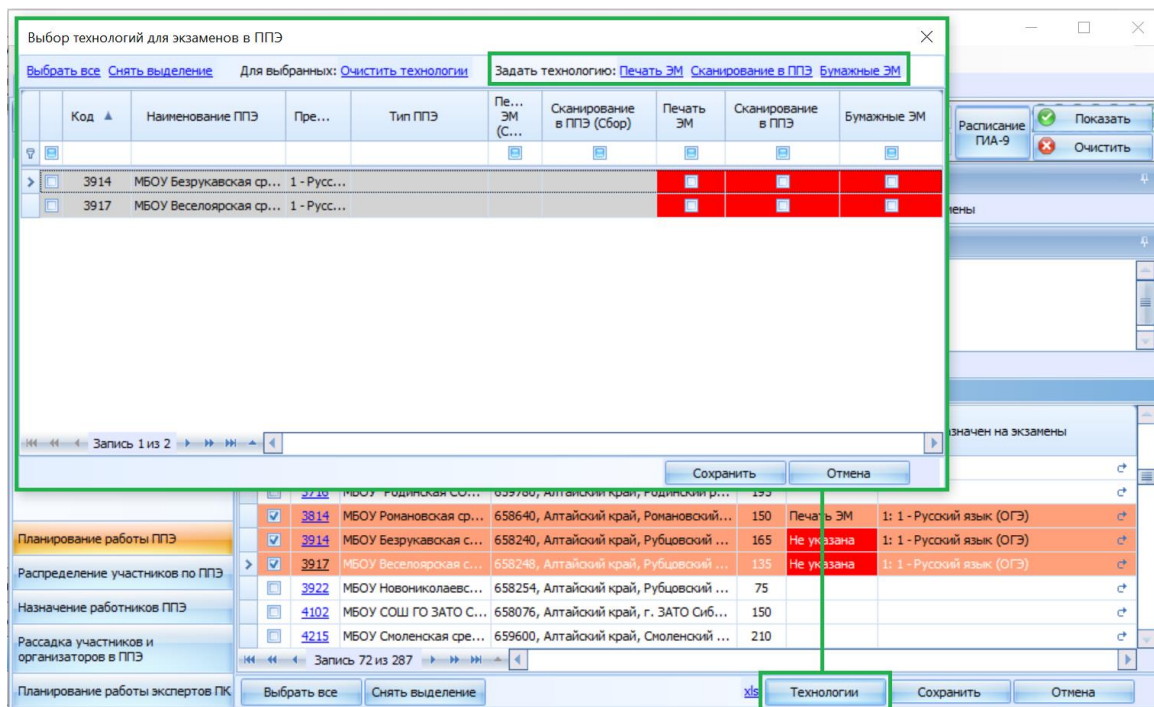 Выбор технологий для экзаменов в ППЭ
Выбрать все Снять выделение Для выбранных: Очистить технологии Задать технологию: Печать ЭМ Сканирование в ППЭ Бумажные ЭМ
Код Наименование ППЭ Пре... Тип ППЭ Пе... ЭМ (С... Сканирование в ППЭ (Сбор) Печать ЭМ Сканирование в ППЭ Бумажные ЭМ
3914 МБОУ Безрукавская ср... 1 - Русс...
3917 МБОУ Веселоярская ср... 1 - Русс...
Запись 1 из 2
Сохранить Отмена
Расписание ГИА-9
Показать
Очистить
мены
значен на экзамены
3716 МБОУ "Родинская СО... 659780, Алтайский край, Родинский р... 195
3814 МБОУ Романовская ср... 658640, Алтайский край, Романовский... 150 Печать ЭМ 1: 1 - Русский язык (ОГЭ)
3914 МБОУ Безрукавская с... 658240, Алтайский край, Рубцовский ... 165 Не указана 1: 1 - Русский язык (ОГЭ)
3917 МБОУ Веселоярская с... 658248, Алтайский край, Рубцовский ... 135 Не указана 1: 1 - Русский язык (ОГЭ)
3922 МБОУ Новониколаевс... 658254, Алтайский край, Рубцовский ... 75
4102 МБОУ СОШ ГО ЗАТО С... 658076, Алтайский край, г. ЗАТО Сиб... 150
4215 МБОУ Смоленская сре... 659600, Алтайский край, Смоленский ... 210
Запись 72 из 287
Планирование работы ППЭ
Распределение участников по ППЭ
Назначение работников ППЭ
Рассадка участников и
организаторов в ППЭ
Планирование работы экспертов ПК
Выбрать все Снять выделение xls Технологии Сохранить Отмена